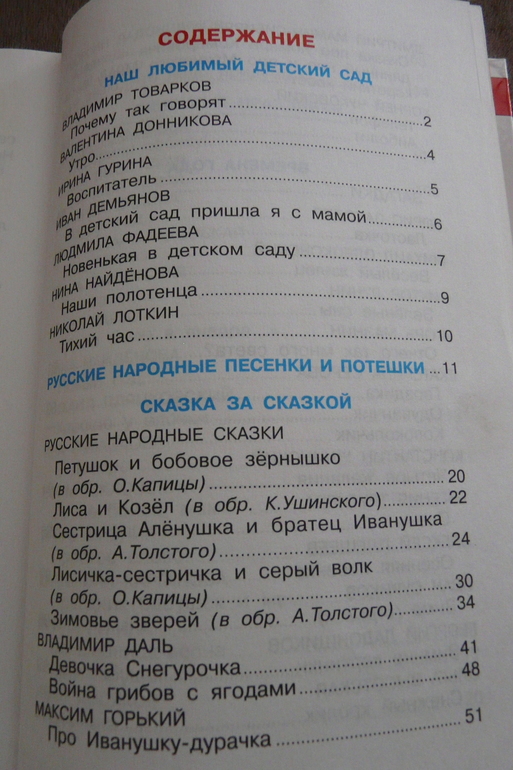 СОДЕРЖАНИЕ
НАШ ЛЮБИМЫЙ ДЕТСКИЙ САД
ВЛАДИМИР ТОВАРКОВ
Почему так говорят 2
ВАЛЕНТИНА ДОННИКОВА
Утро 4
ИРИНА ГУРИНА
Воспитатель 5
ИВАН ДЕМЬЯНОВ
В детский сад пришла я с мамой 6
ЛЮДМИЛА ФАДЕЕВА
Новенькая в детском саду 7
НИНА НАЙДЁНОВА
Наши полотенца 9
НИКОЛАЙ ЛОТКИН
Тихий час 10
РУССКИЕ НАРОДНЫЕ ПЕСЕНКИ И ПОТЕШКИ ...11
СКАЗКА ЗА СКАЗКОЙ
РУССКИЕ НАРОДНЫЕ СКАЗКИ
Петушок и бобовое зёрнышко
(в обр. О.Капицы) 20
Лиса и Козёл (в обр. К.Ушинского) 22
Сестрица Алёнушка и братец Иванушка
(в обр. А.Толстого) 24
Лисичка-сестричка и серый волк
(в обр. О.Капицы) 30
Зимовье зверей (в обр. А.Толстого) 34
ВЛАДИМИР ДАЛЬ
Девочка Снегурочка 41
Война грибов с ягодами 48
МАКСИМ ГОРЬКИЙ
Про Иванушку-дурачка 51